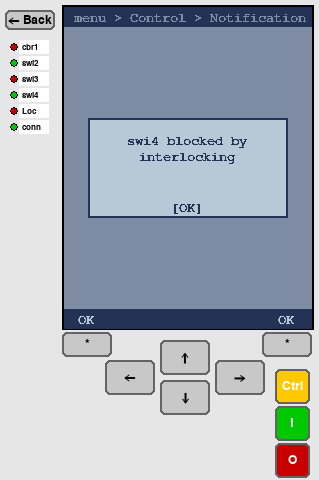 ← Back
menu > Control > Notification
cbr1
swi2
swi3
swi4
Loc
conn
swi4 blocked by
interlocking
[OK]
OK OK
* *
↑
← →
↓
Ctrl
I
O